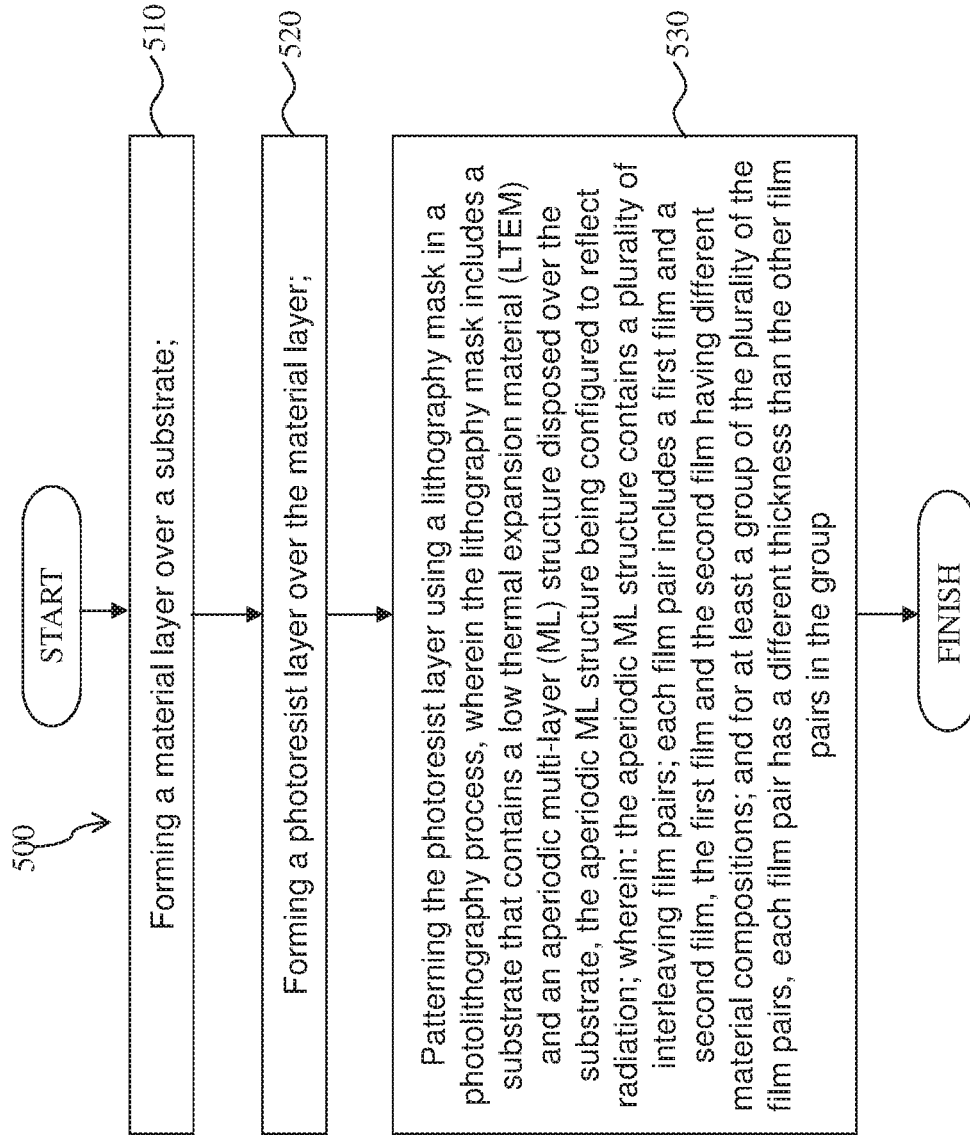 500
START
Forming a material layer over a substrate;
510
Forming a photoresist layer over the material layer;
520
Patterning the photoresist layer using a lithography mask in a
photolithography process, wherein the lithography mask includes a
substrate that contains a low thermal expansion material (LTEM)
and an aperiodic multi-layer (ML) structure disposed over the
substrate, the aperiodic ML structure being configured to reflect
radiation; wherein: the aperiodic ML structure contains a plurality of
interleaving film pairs; each film pair includes a first film and a
second film, the first film and the second film having different
material compositions; and for at least a group of the plurality of the
film pairs, each film pair has a different thickness than the other film
pairs in the group
530
FINISH